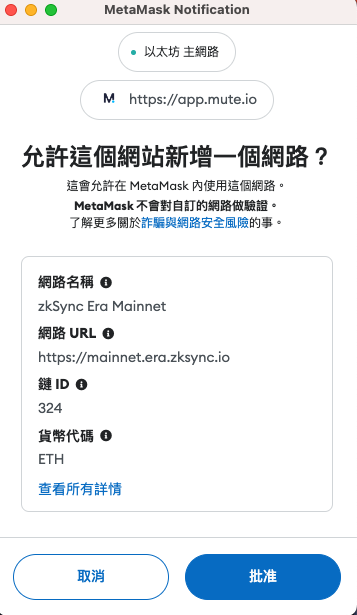 MetaMask Notification
以太坊 主網路
https://app.mute.io
允許這個網站新增一個網路？
這會允許在 MetaMask 內使用這個網路。
MetaMask 不會對自訂的網路做驗證。
了解更多關於詐騙與網路安全風險的事。
網路名稱
zkSync Era Mainnet
網路 URL
https://mainnet.era.zksync.io
鏈 ID
324
貨幣代碼
ETH
查看所有詳情
取消
批准